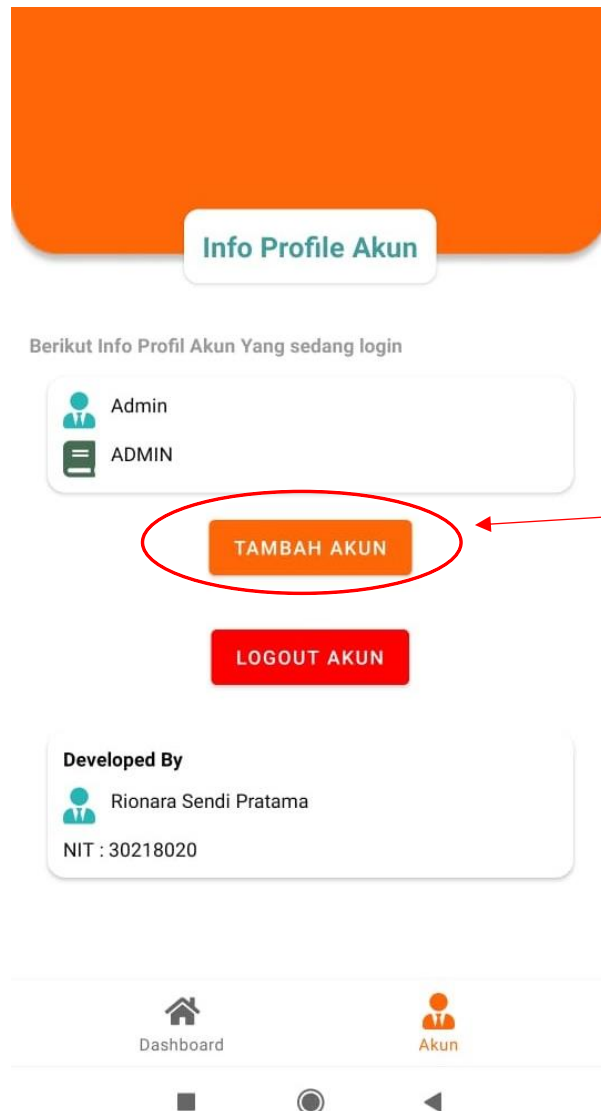 Info Profile Akun
Berikut Info Profil Akun Yang sedang login
Admin
ADMIN
TAMBAH AKUN
LOGOUT AKUN
Developed By
Rionara Sendi Pratama
NIT : 30218020
Dashboard
Akun